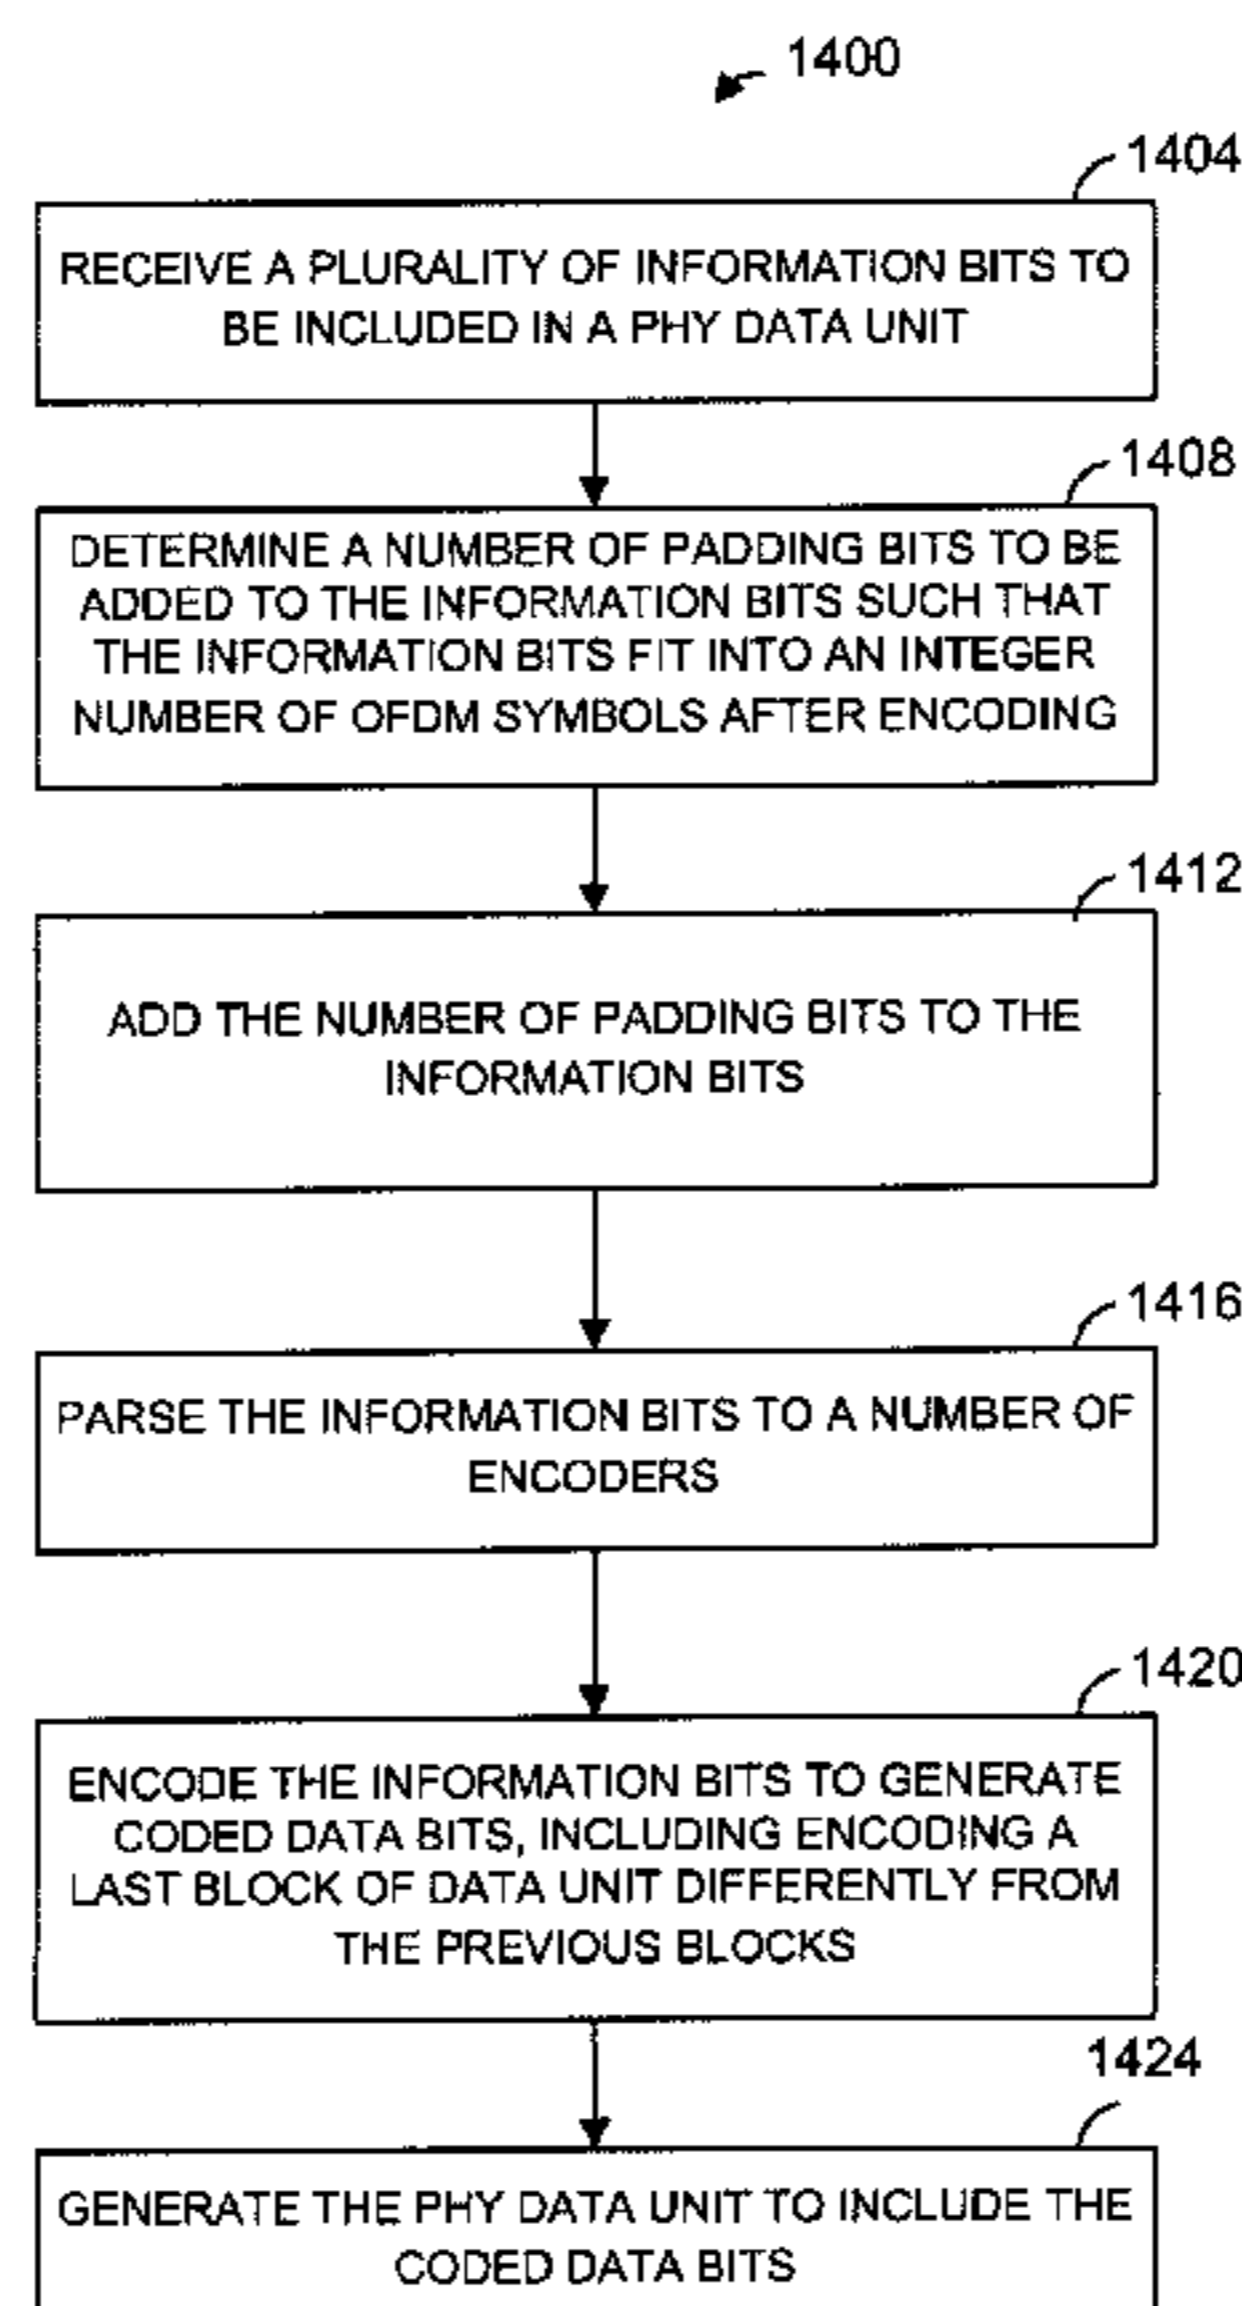 1400
1404
RECEIVE A PLURALITY OF INFORMATION BITS TO
BE INCLUDED IN A PHY DATA UNIT
1408
DETERMINE A NUMBER OF PADDING BITS TO BE
ADDED TO THE INFORMATION BITS SUCH THAT
THE INFORMATION BITS FIT INTO AN INTEGER
NUMBER OF OFDM SYMBOLS AFTER ENCODING
1412
ADD THE NUMBER OF PADDING BITS TO THE
INFORMATION BITS
1416
PARSE THE INFORMATION BITS TO A NUMBER OF
ENCODERS
1420
ENCODE THE INFORMATION BITS TO GENERATE
CODED DATA BITS, INCLUDING ENCODING A
LAST BLOCK OF DATA UNIT DIFFERENTLY FROM
THE PREVIOUS BLOCKS
1424
GENERATE THE PHY DATA UNIT TO INCLUDE THE
CODED DATA BITS